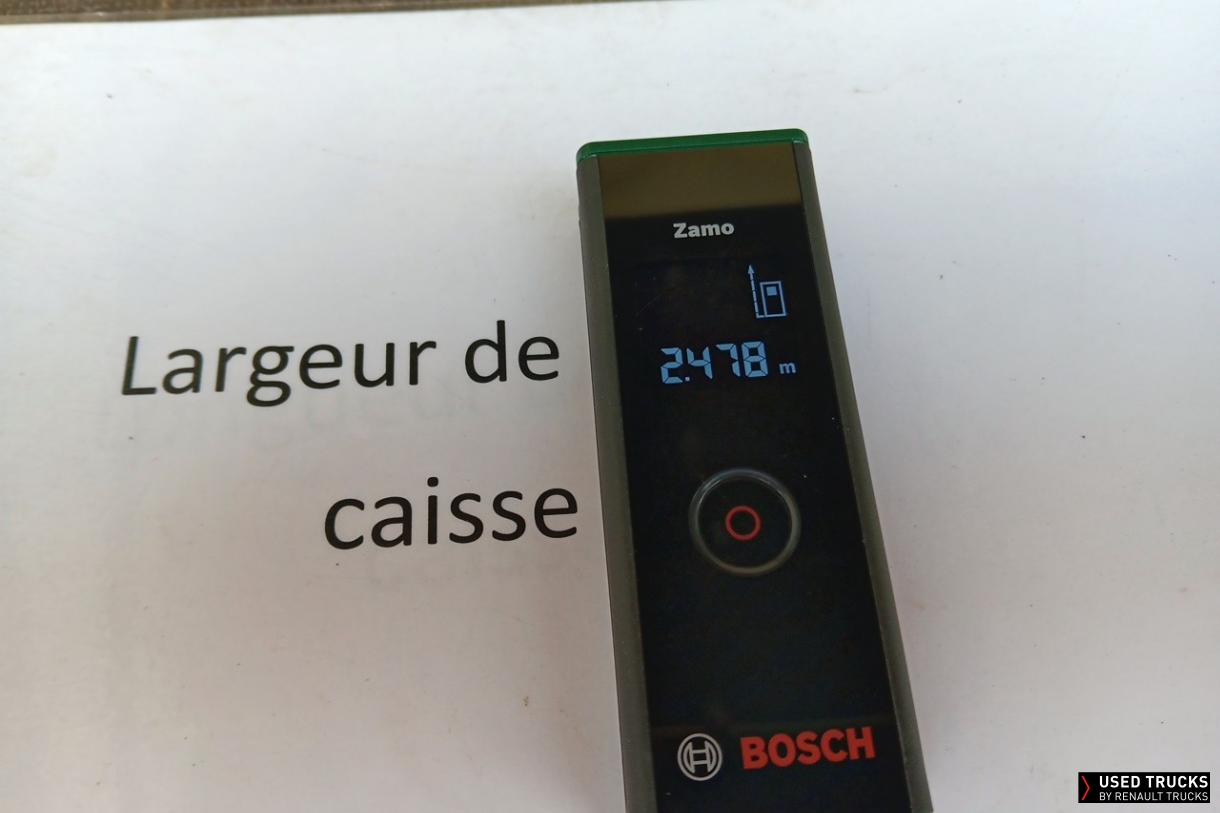 Zamo
2.478 m
Largeur de
caisse
BOSCH
USED TRUCKS
BY RENAULT TRUCKS